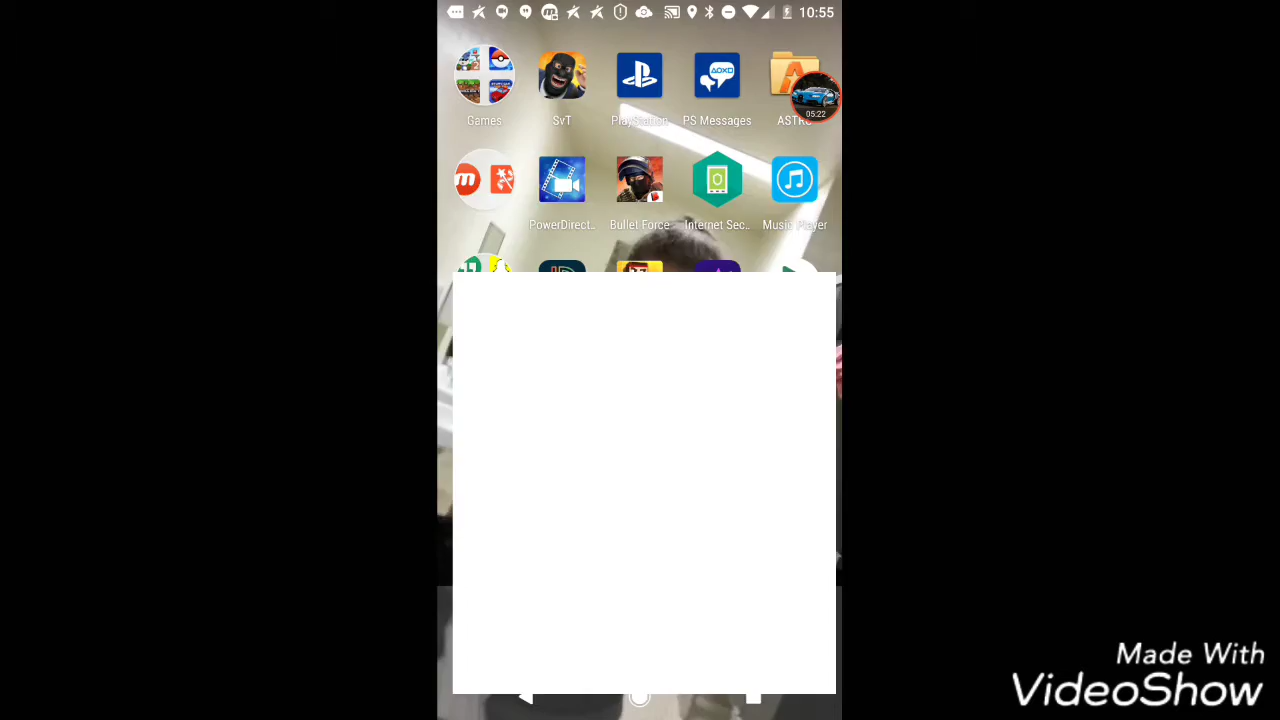 10:55
Games
SvT
PlayStation
PS Messages
ASTRO
05:22
PowerDirect..
Bullet Force
Internet Sec..
Music Player
Made With
VideoShow